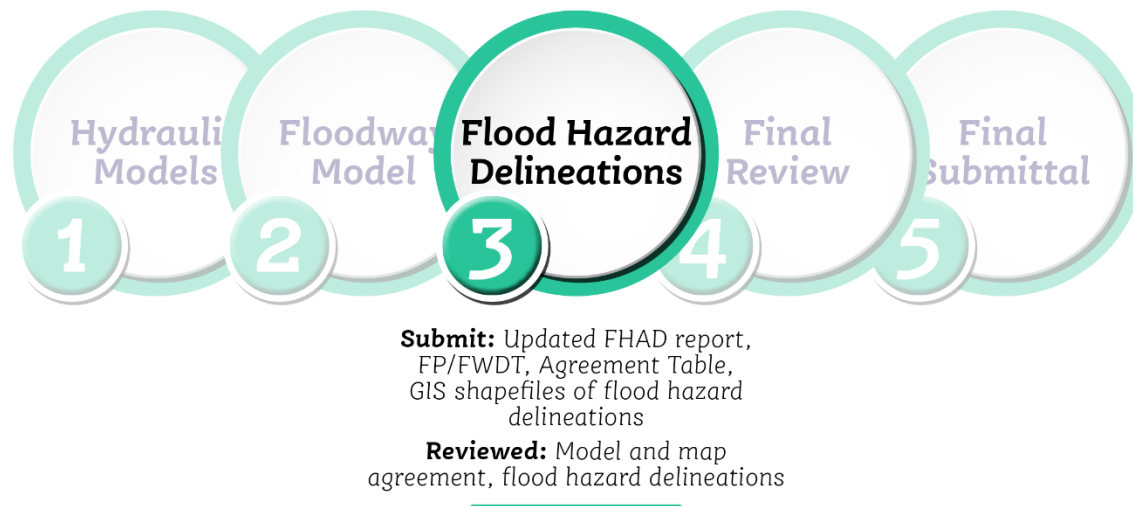 Hydrauli
Models
1
Floodway
Model
2
Flood Hazard
Delineations
3
Final
Review
4
Final
Submittal
5
Submit: Updated FHAD report,
FP/FWDT, Agreement Table,
GIS shapefiles of flood hazard
delineations
Reviewed: Model and map
agreement, flood hazard delineations